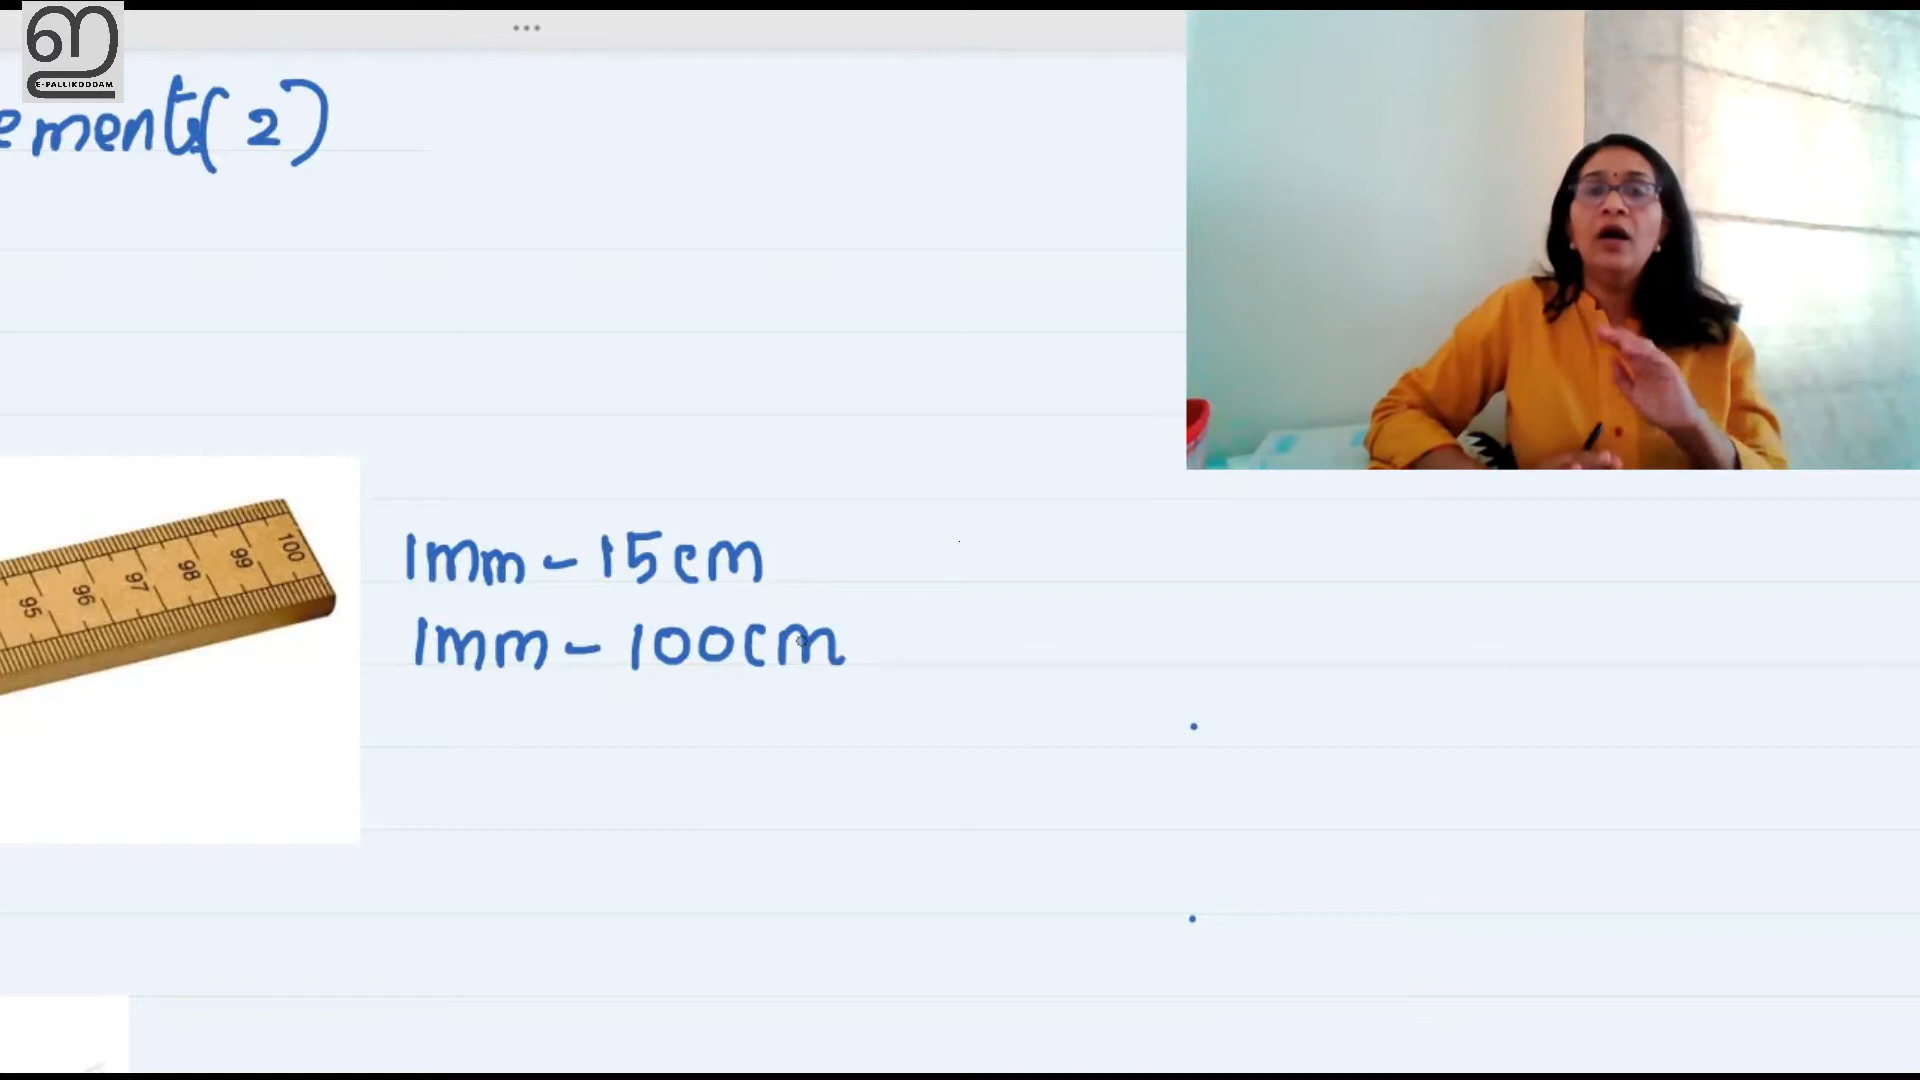 ഈ
E-PALLIKOODAM
ements(2)
95 96 97 98 99 100
1mm - 15cm
1mm - 100cm